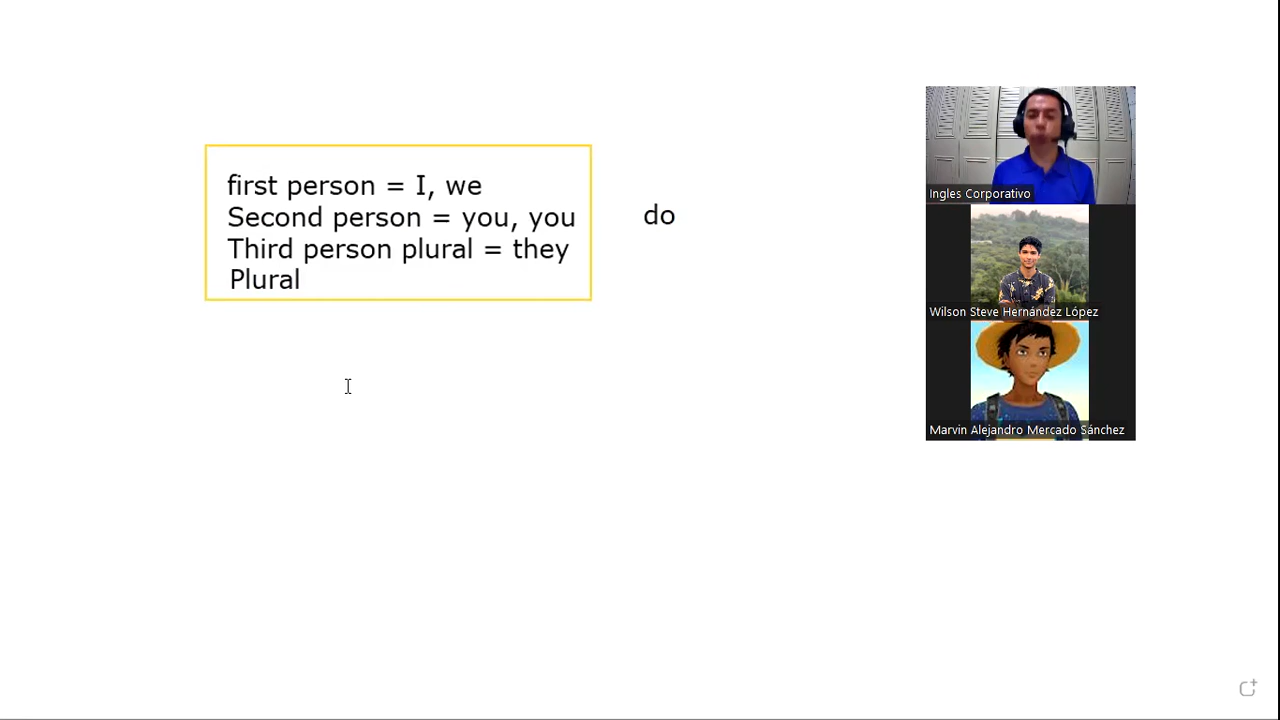 first person = I, we
Second person = you, you
Third person plural = they
Plural
do
Ingles Corporativo
Wilson Steve Hernández López
Marvin Alejandro Mercado Sánchez